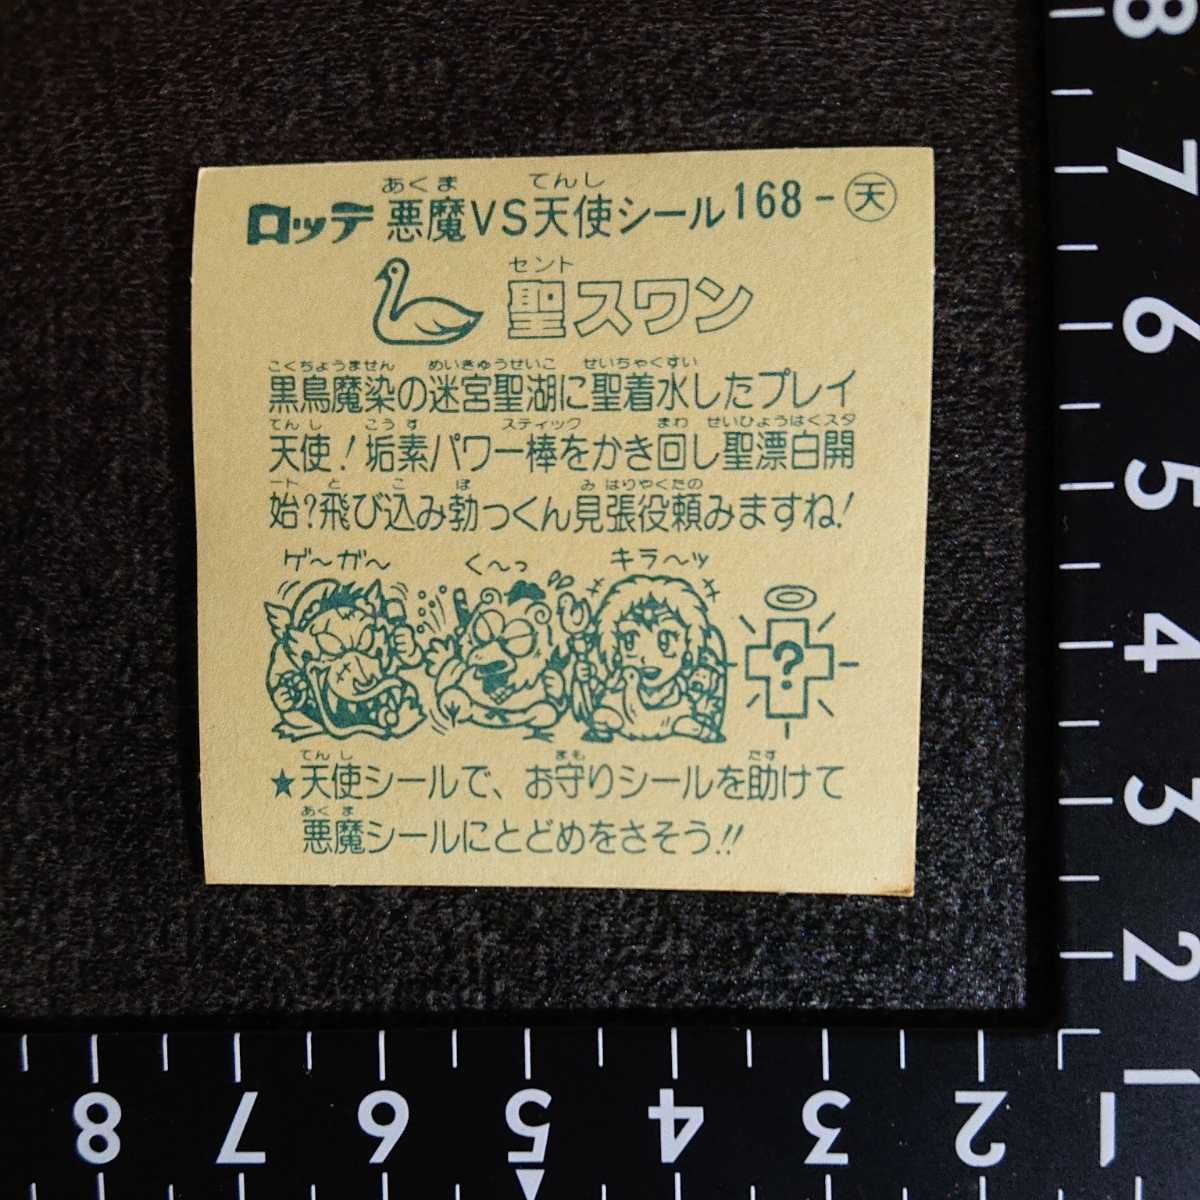 あくま てんし
ロッテ 悪魔VS天使シール168-天
セント
聖スワン
こくちょうません めいきゅうせいこ せいちゃくすい
黒鳥魔染の迷宮聖湖に聖着水したプレイ
てんし こうす スティック まわ せいひょうはくスタ
天使!垢素パワー棒をかき回し聖漂白開
ート と こ ぼ み はりやくたの
始?飛び込み勃っくん見張役頼みますね!
ゲ〜ガ〜 く〜っ キラ〜ッ
?
てんし まも たす
★天使シールで、お守りシールを助けて
あくま
悪魔シールにとどめをさそう!!
8
7
6
5
4
3
2
1
8 7 6 5 4 3 2 1